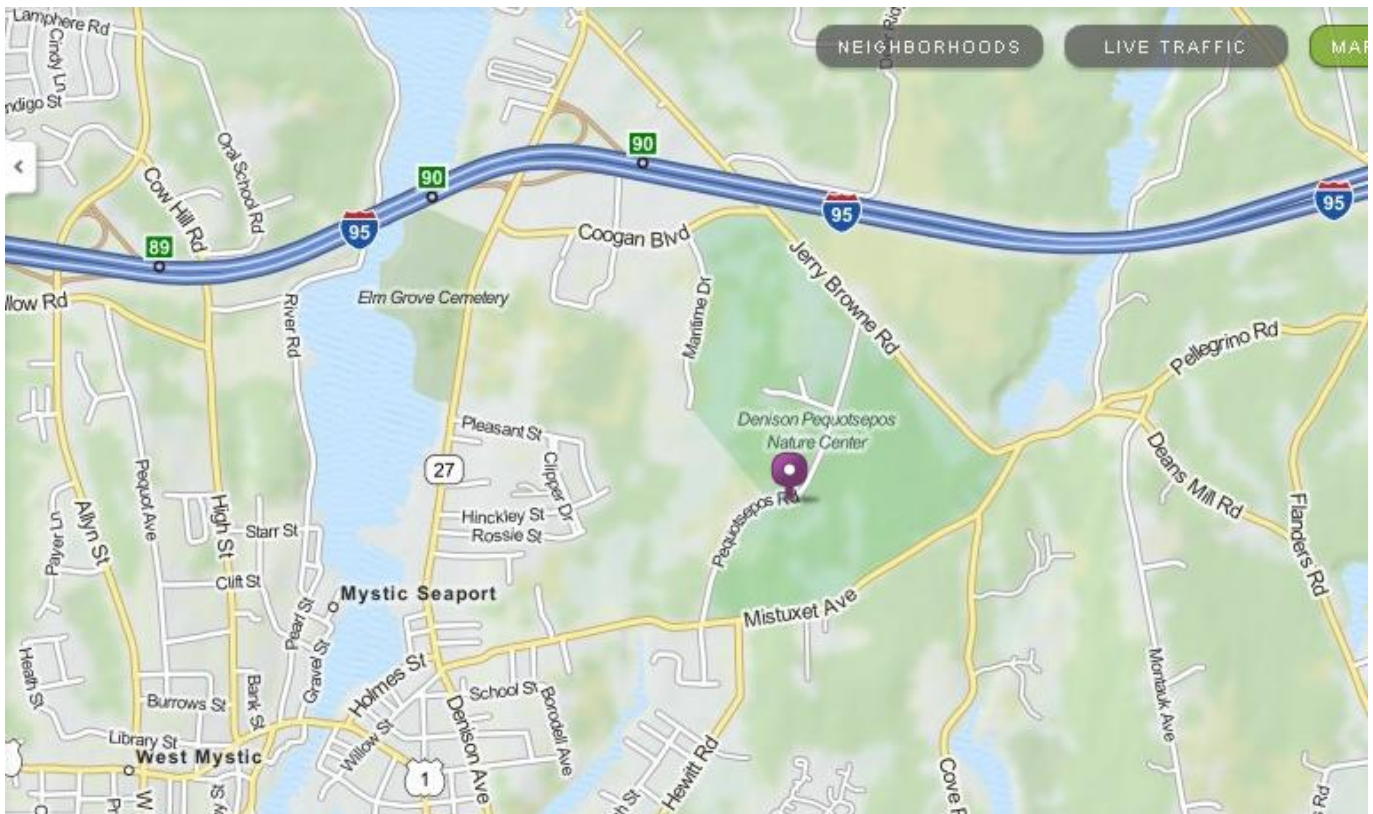 Lamphere Rd
Cindy Ln
ndigo St
NEIGHBORHOODS
LIVE TRAFFIC
MAP
Oral School Rd
Cow Hill Rd
90
90
89
95
95
95
Coogan Blvd
Jerry Browne Rd
Maritime Dr
llow Rd
River Rd
Elm Grove Cemetery
Pellegrino Rd
Pleasant St
Clipper Dr
27
Denison Pequotsepos
Nature Center
Pequotsepos Rd
Deans Mill Rd
Flanders Rd
Allyn St
Pequot Ave
High St
Starr St
Hinckley St
Rossie St
Clift St
Mystic Seaport
Pearl St
Mistuxet Ave
Holmes St
Heath St
Burrows St
Bank St
School St
Borodell Ave
Montauk Ave
Library St
West Mystic
Willow St
Denison Ave
1
Hewitt Rd
Cove R
h St
Rd
W